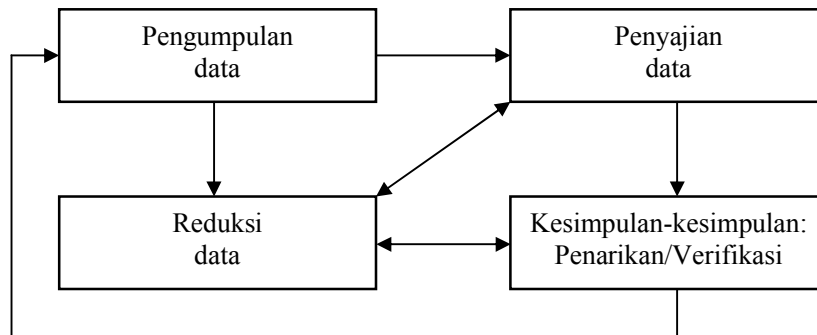 Pengumpulan
data
Penyajian
data
Reduksi
data
Kesimpulan-kesimpulan:
Penarikan/Verifikasi